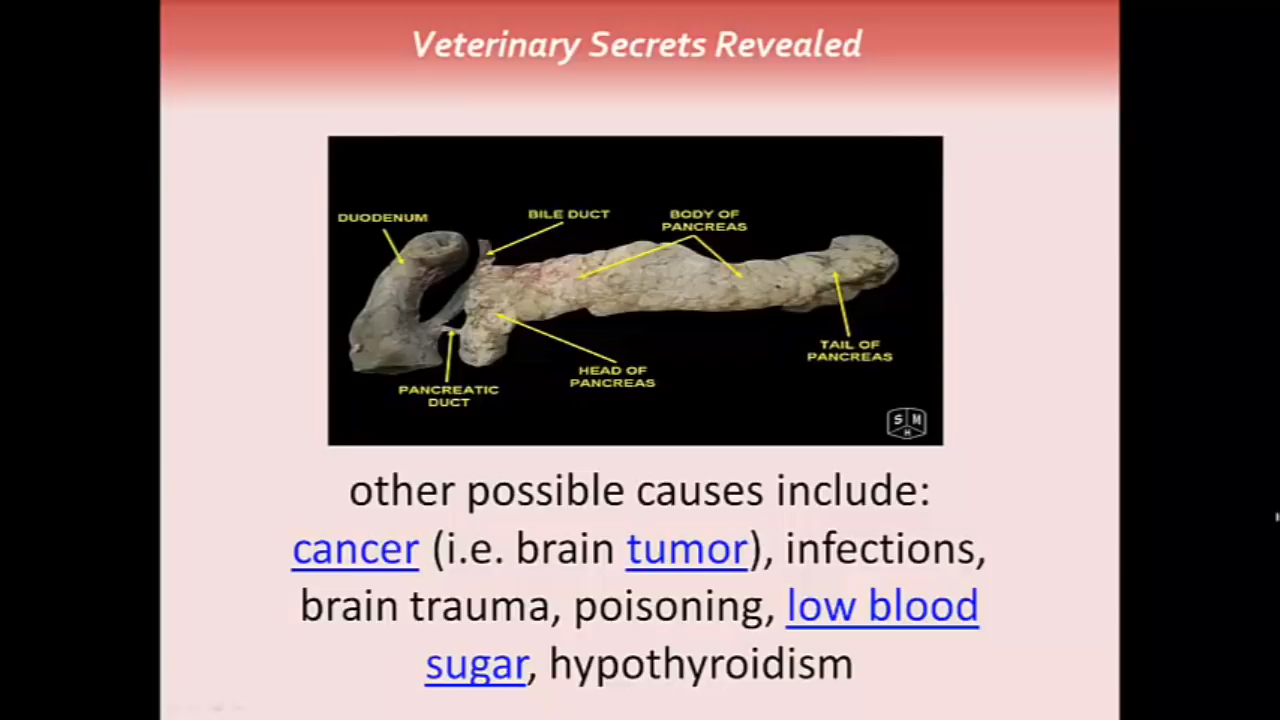 Veterinary Secrets Revealed
DUODENUM
BILE DUCT
BODY OF
PANCREAS
TAIL OF
PANCREAS
HEAD OF
PANCREAS
PANCREATIC
DUCT
S M
H
other possible causes include:
cancer (i.e. brain tumor), infections,
brain trauma, poisoning, low blood
sugar, hypothyroidism